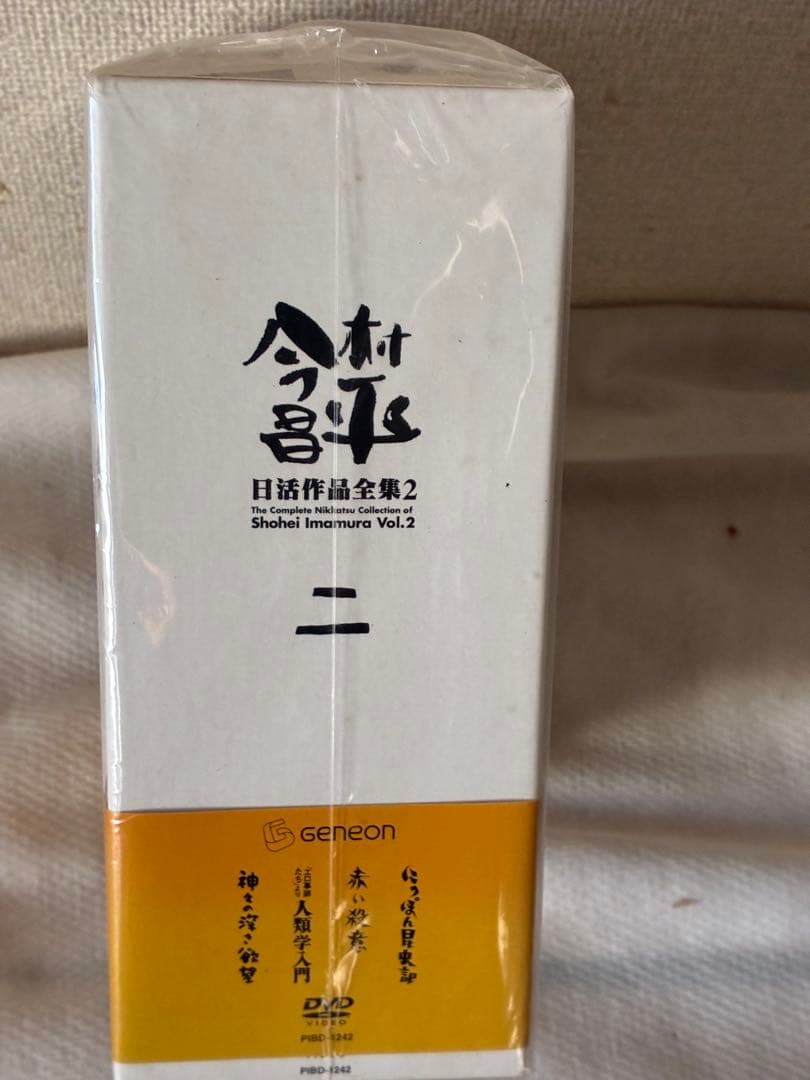 今村
昌平
日活作品全集2
The Complete Nikkatsu Collection of
Shohei Imamura Vol.2
二
GENEON
にっぽん昆虫記
赤い殺意
「エロ事師たち」より
人類学入門
神々の深き欲望
DVD
VIDEO
PIBD-1242
PIBD-1242